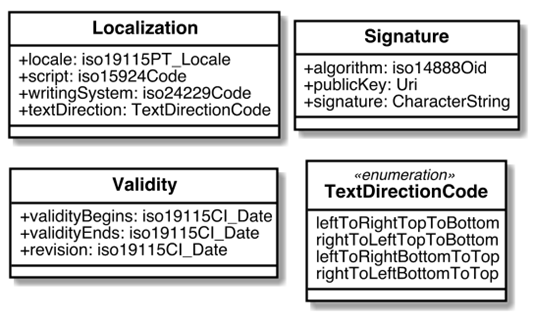 Localization
+locale: iso19115PT_Locale
+script: iso15924Code
+writingSystem: iso24229Code
+textDirection: TextDirectionCode
Signature
+algorithm: iso14888Oid
+publicKey: Uri
+signature: CharacterString
Validity
+validityBegins: iso19115CI_Date
+validityEnds: iso19115CI_Date
+revision: iso19115CI_Date
«enumeration»
TextDirectionCode
leftToRightTopToBottom
rightToLeftTopToBottom
leftToRightBottomToTop
rightToLeftBottomToTop